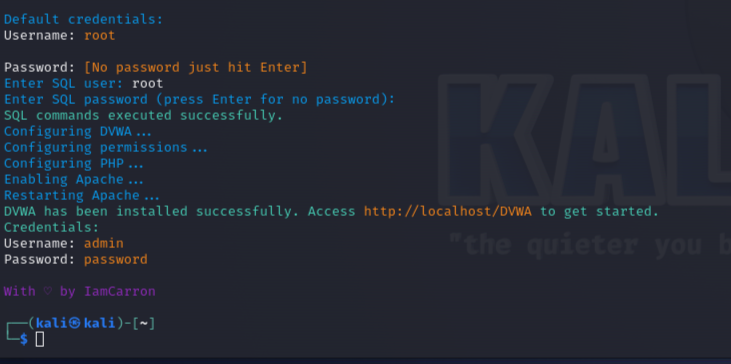 Default credentials:
Username: root
Password: [No password just hit Enter]
Enter SQL user: root
Enter SQL password (press Enter for no password):
SQL commands executed successfully.
Configuring DVWA...
Configuring permissions...
Configuring PHP...
Enabling Apache...
Restarting Apache...
DVWA has been installed successfully. Access http://localhost/DVWA to get started.
Credentials:
Username: admin
Password: password
With ♡ by IamCarron
┌──(kali㉿kali)-[~]
└─$
KAL
"the quieter you b